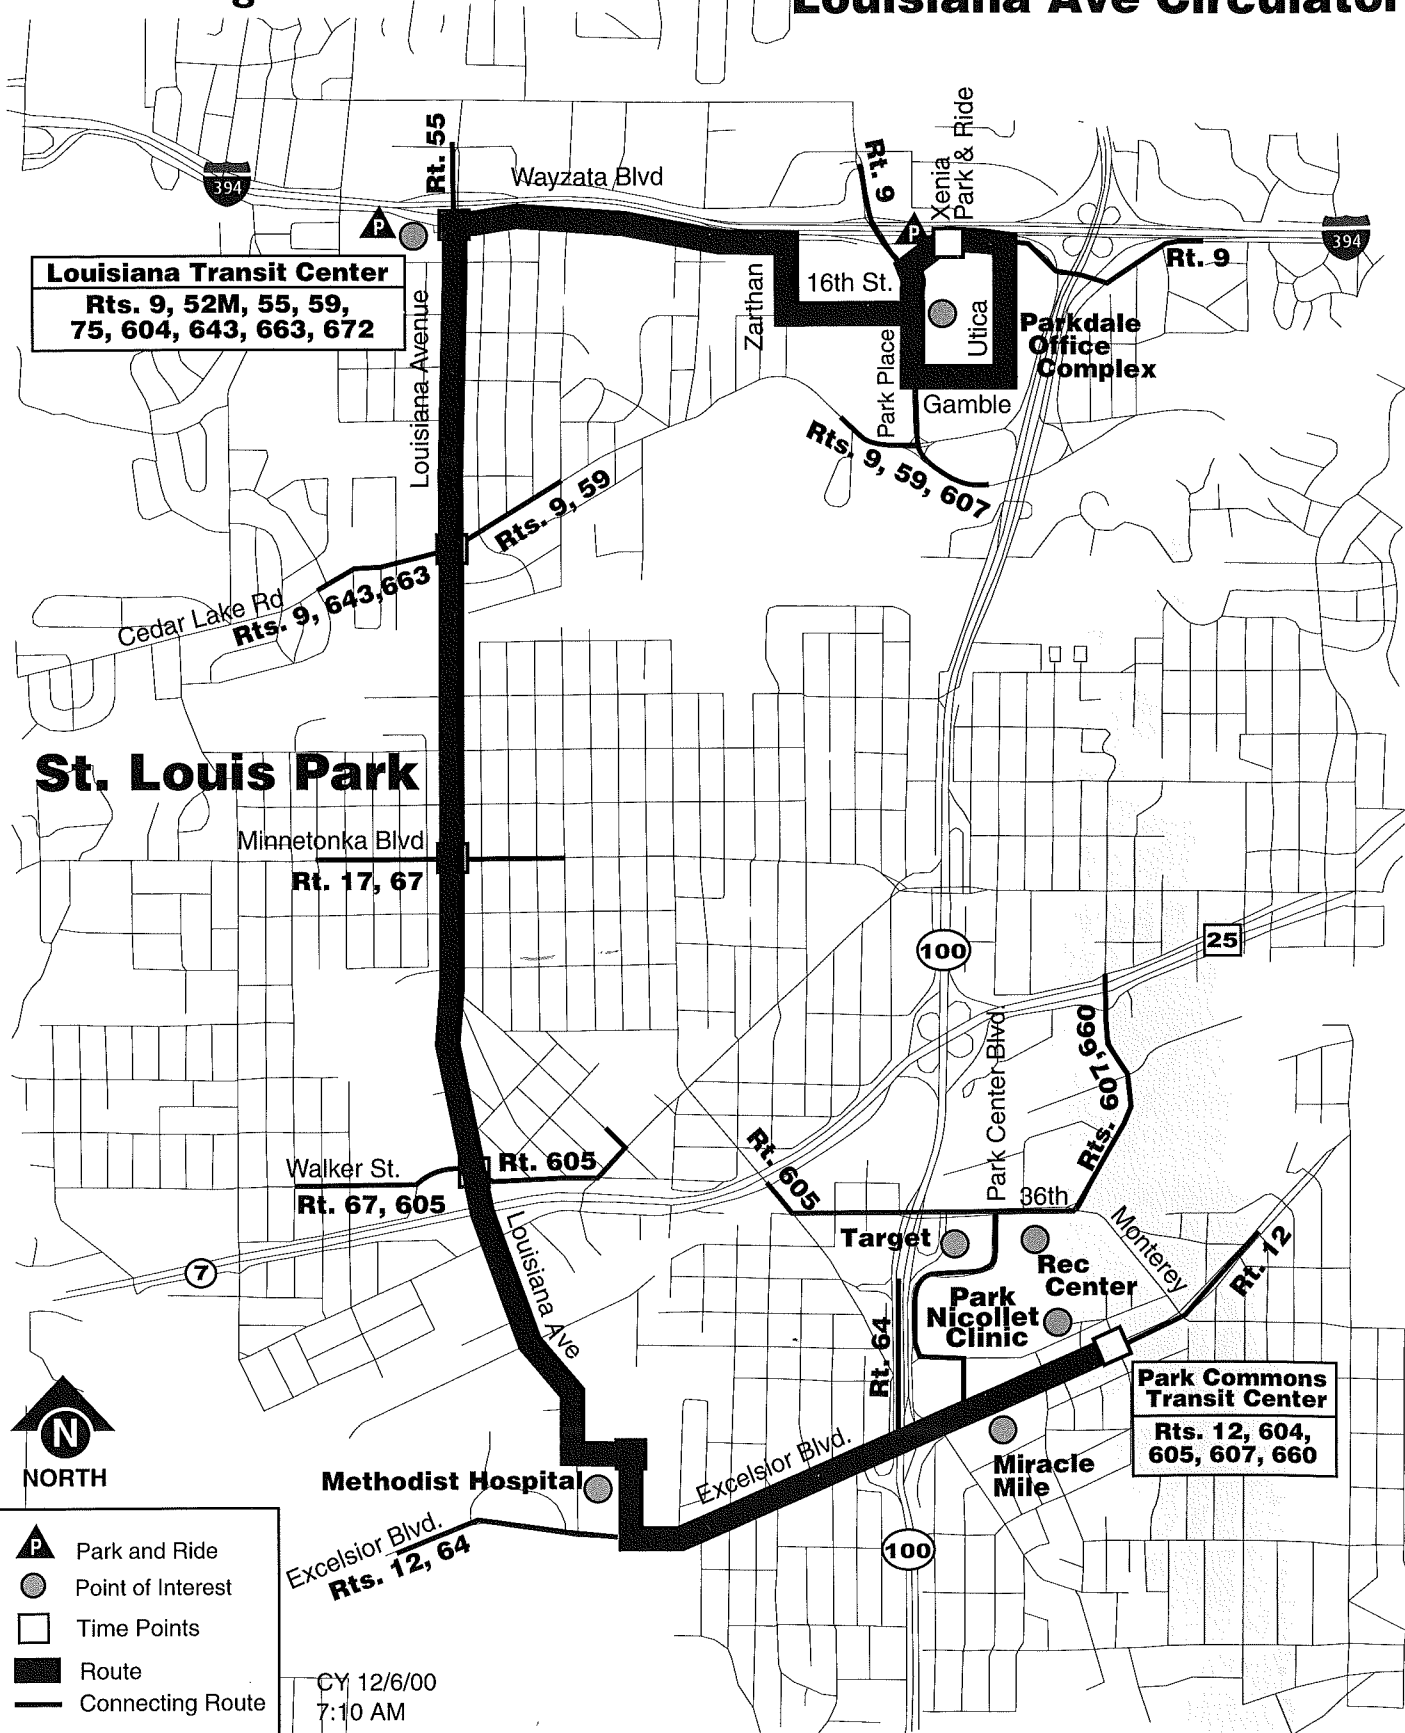 Louisiana Ave Circulator
Rt. 55
Wayzata Blvd
Rt. 9
Xenia
Park & Ride
394
P
P
394
Rt. 9
Louisiana Transit Center
Rts. 9, 52M, 55, 59,
75, 604, 643, 663, 672
Louisiana Avenue
Zarthan
16th St.
Utica
Park Place
Parkdale
Office
Complex
Gamble
Rts. 9, 59, 607
Rts. 9, 59
Cedar Lake Rd
Rts. 9, 643,663
St. Louis Park
Minnetonka Blvd
Rt. 17, 67
100
25
Park Center Blvd.
Rts. 607,660
Walker St.
Rt. 605
Rt. 67, 605
Rt. 605
36th
Monterey
Rt. 12
7
Louisiana Ave
Target
Rec
Center
Park
Nicollet
Clinic
Rt. 64
Park Commons
Transit Center
Rts. 12, 604,
605, 607, 660
Miracle
Mile
Excelsior Blvd.
Methodist Hospital
Excelsior Blvd.
Rts. 12, 64
100
N
NORTH
P Park and Ride
Point of Interest
Time Points
Route
Connecting Route
CY 12/6/00
7:10 AM